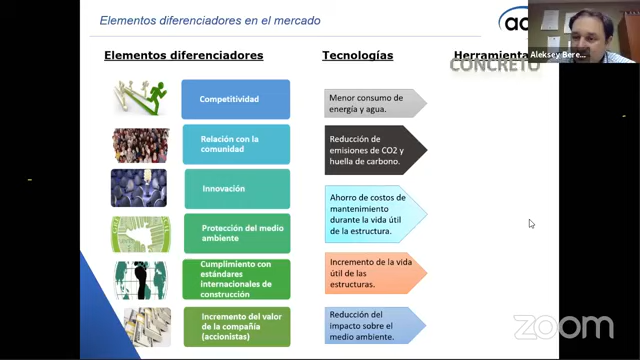 Elementos diferenciadores en el mercado
Aleksey Bere...
Elementos diferenciadores
Tecnologías
CONCRETO
Competitividad
Menor consumo de
energía y agua.
Relación con la
comunidad
Reducción de
emisiones de CO2 y
huella de carbono.
Innovación
Ahorro de costos de
mantenimiento
durante la vida útil
de la estructura.
Protección del medio
ambiente
Cumplimiento con
estándares
internacionales de
construcción
Incremento de la vida
útil de las
estructuras.
Incremento del valor
de la compañía
(accionistas)
Reducción del
impacto sobre el
medio ambiente.
zoom